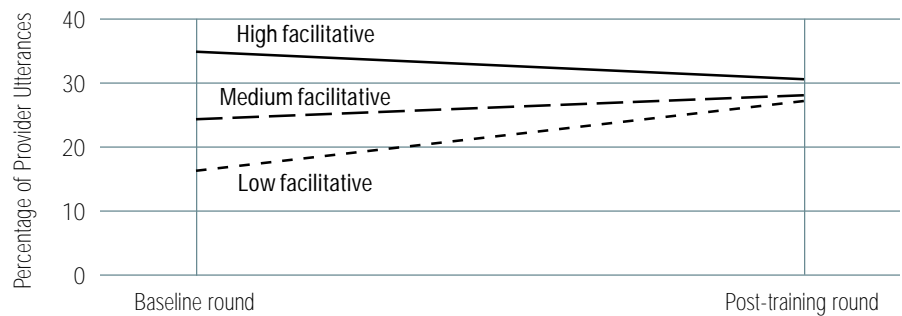 Percentage of Provider Utterances
40
30
20
10
0
High facilitative
Medium facilitative
Low facilitative
Baseline round
Post-training round